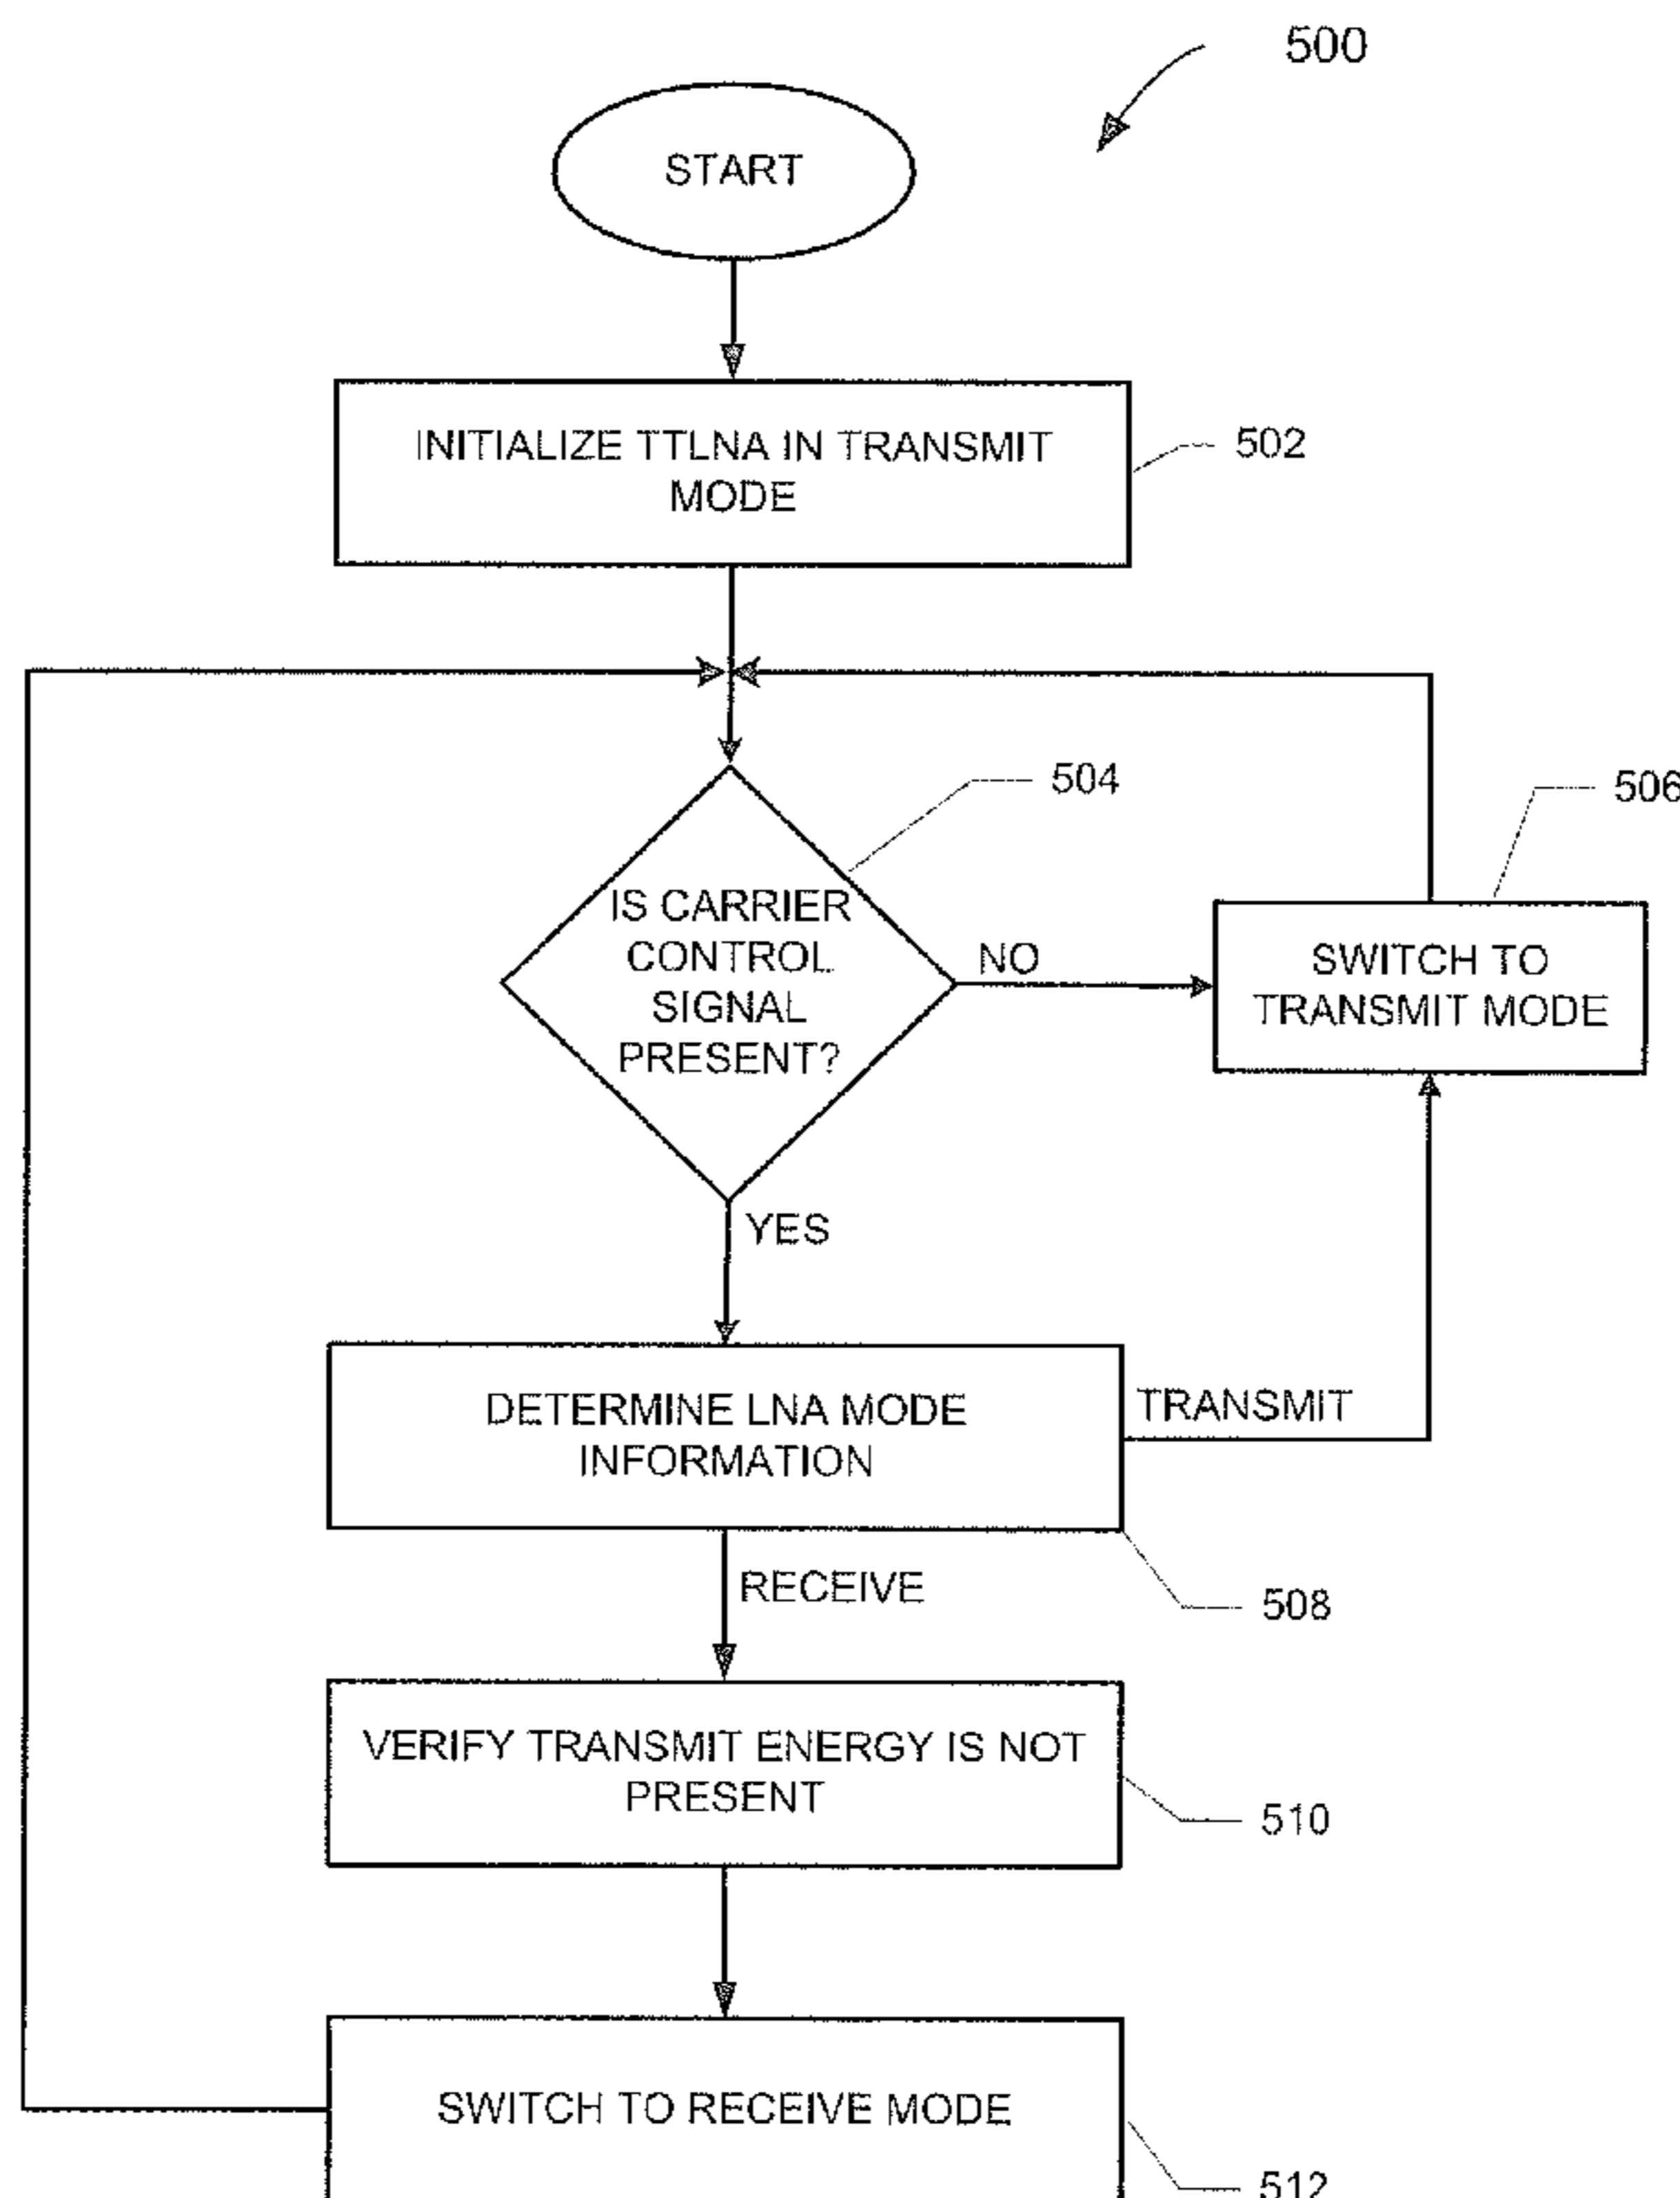 500
START
INITIALIZE TTLNA IN TRANSMIT
MODE
502
504
506
IS CARRIER
CONTROL
SIGNAL
PRESENT?
NO
SWITCH TO
TRANSMIT MODE
YES
DETERMINE LNA MODE
INFORMATION
TRANSMIT
RECEIVE
508
VERIFY TRANSMIT ENERGY IS NOT
PRESENT
510
SWITCH TO RECEIVE MODE
512